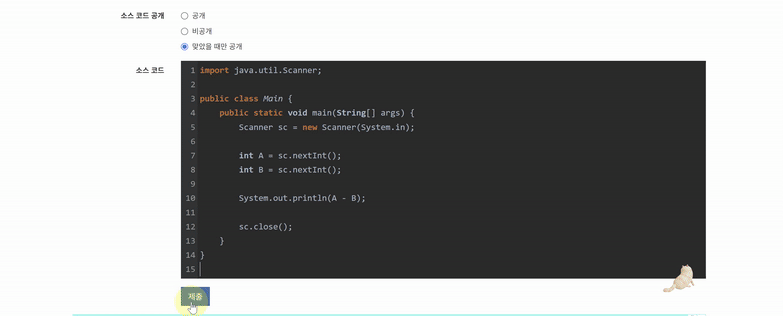 소스 코드 공개
공개
비공개
맞았을 때만 공개
소스 코드
1 import java.util.Scanner;
2
3 public class Main {
4     public static void main(String[] args) {
5         Scanner sc = new Scanner(System.in);
6
7         int A = sc.nextInt();
8         int B = sc.nextInt();
9
10         System.out.println(A - B);
11
12         sc.close();
13     }
14 }
15
제출